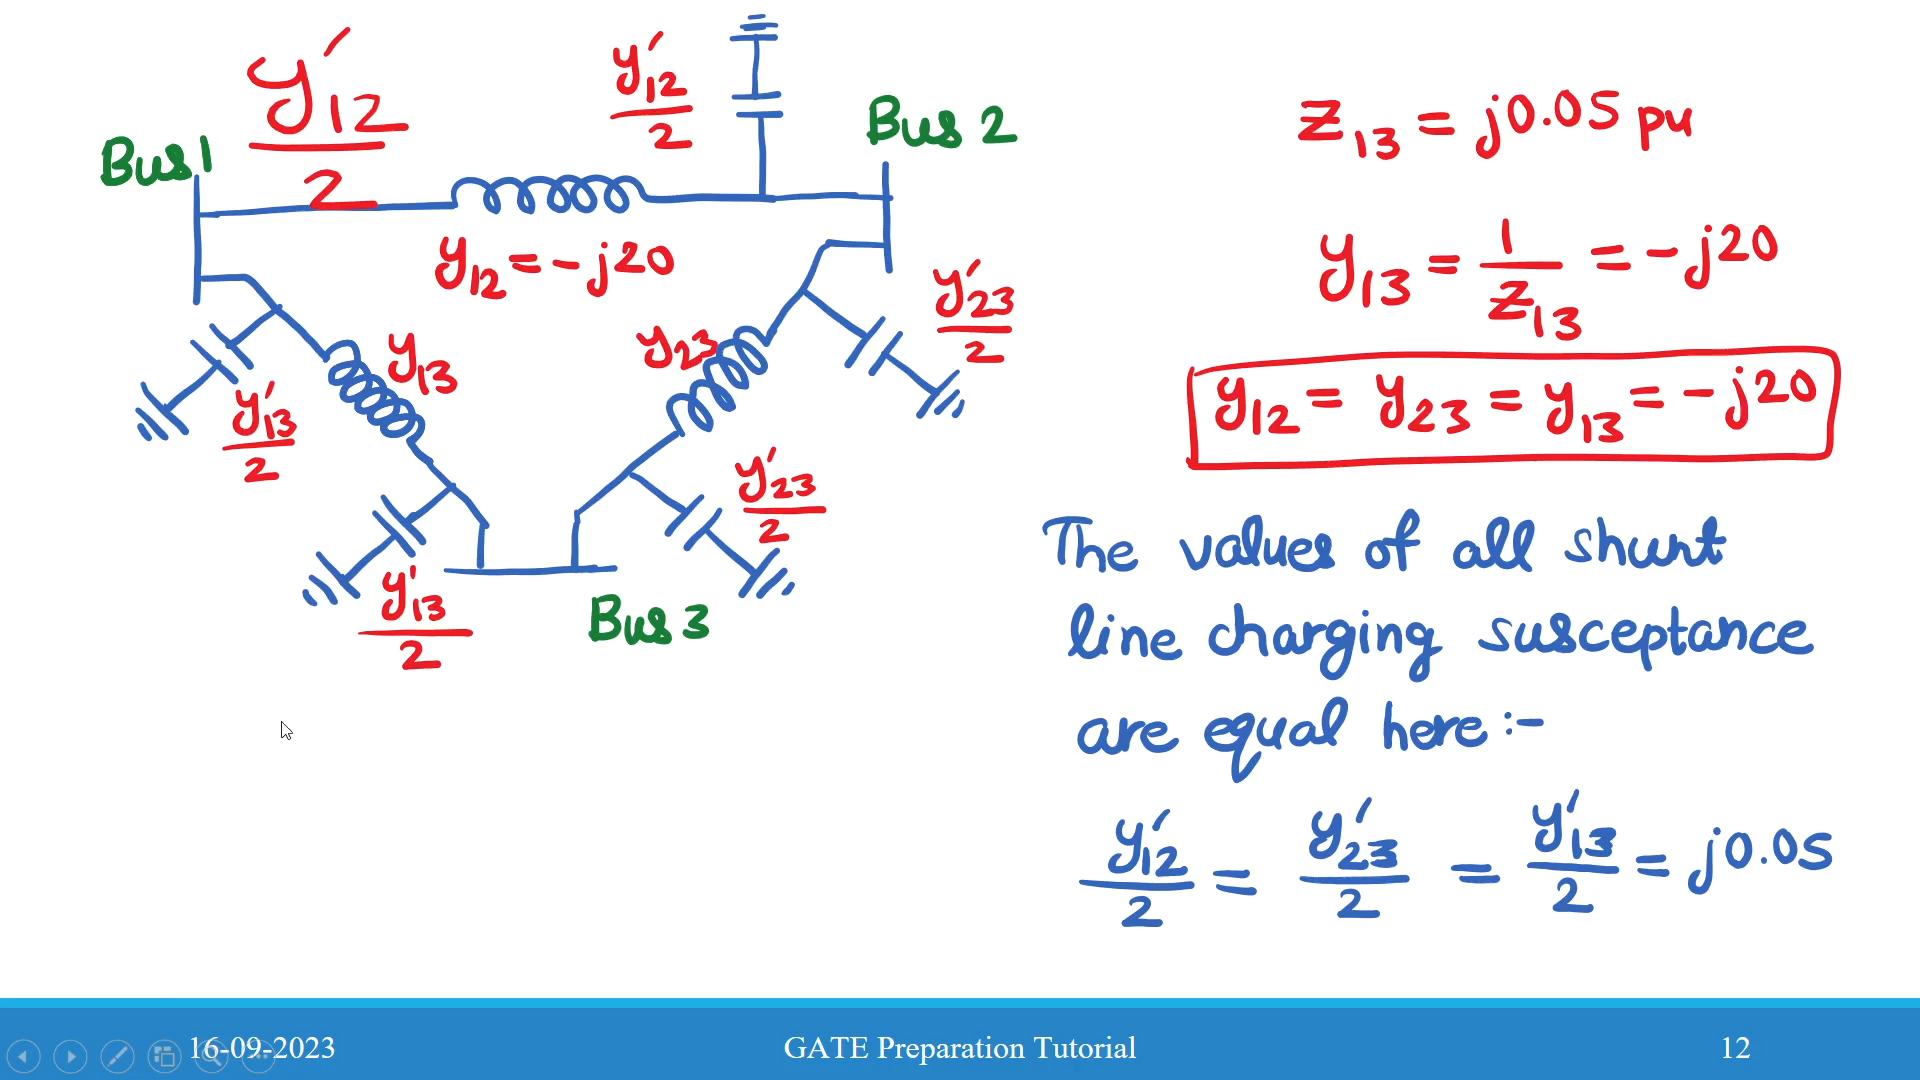 y′12/2
y′12/2
Bus 1
Bus 2
y12 = -j20
y13
y′13/2
y′13/2
y23
y′23/2
y′23/2
Bus 3
z13 = j0.05 pu
y13 = 1/z13 = -j20
y12 = y23 = y13 = -j20
The values of all shunt
line charging susceptance
are equal here :-
y′12/2 = y′23/2 = y′13/2 = j0.05
16-09-2023
GATE Preparation Tutorial
12